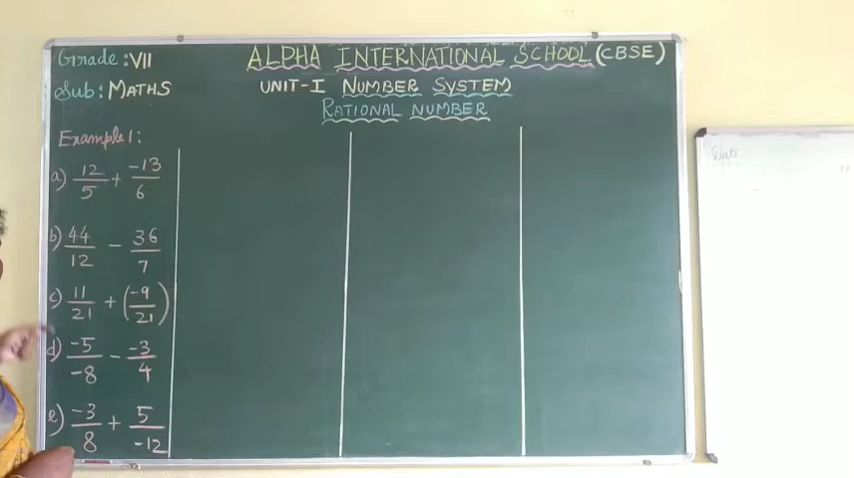 Grade : VII
ALPHA INTERNATIONAL SCHOOL (CBSE)
Sub : MATHS
UNIT-I NUMBER SYSTEM
RATIONAL NUMBER
Example 1 :
a) 12/5 + -13/6
b) 44/12 - 36/7
c) 11/21 + (-9/21)
d) -5/-8 - -3/4
e) -3/8 + 5/-12
Date